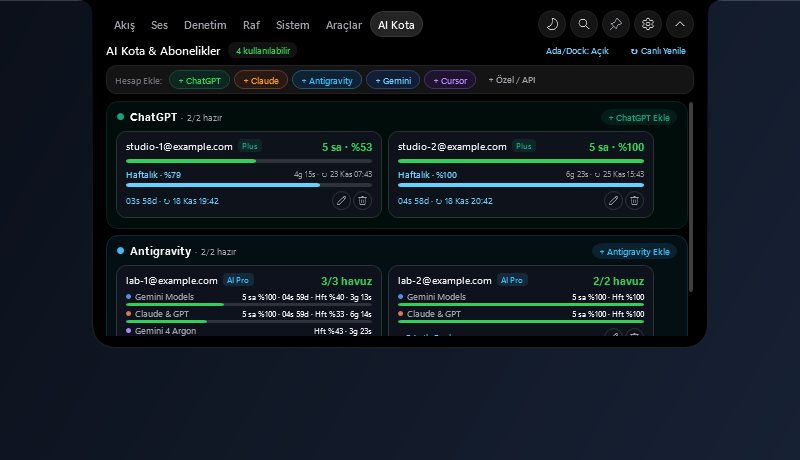 Akış Ses Denetim Raf Sistem Araçlar AI Kota
AI Kota & Abonelikler 4 kullanılabilir Ada/Dock: Açık ↻ Canlı Yenile
Hesap Ekle: + ChatGPT + Claude + Antigravity + Gemini + Cursor + Özel / API
ChatGPT · 2/2 hazır + ChatGPT Ekle
studio-1@example.com Plus 5 sa · %53
Haftalık · %79 4g 15s · ↻ 23 Kas 07:43
03s 58d · ↻ 18 Kas 19:42
studio-2@example.com Plus 5 sa · %100
Haftalık · %100 6g 23s · ↻ 25 Kas 15:43
04s 58d · ↻ 18 Kas 20:42
Antigravity · 2/2 hazır + Antigravity Ekle
lab-1@example.com AI Pro 3/3 havuz
Gemini Models 5 sa %100 · 04s 59d · Hft %40 · 3g 13s
Claude & GPT 5 sa %100 · 04s 59d · Hft %33 · 6g 14s
Gemini 4 Argon Hft %43 · 3g 23s
lab-2@example.com AI Pro 2/2 havuz
Gemini Models 5 sa %100 · Hft %100
Claude & GPT 5 sa %100 · Hft %100